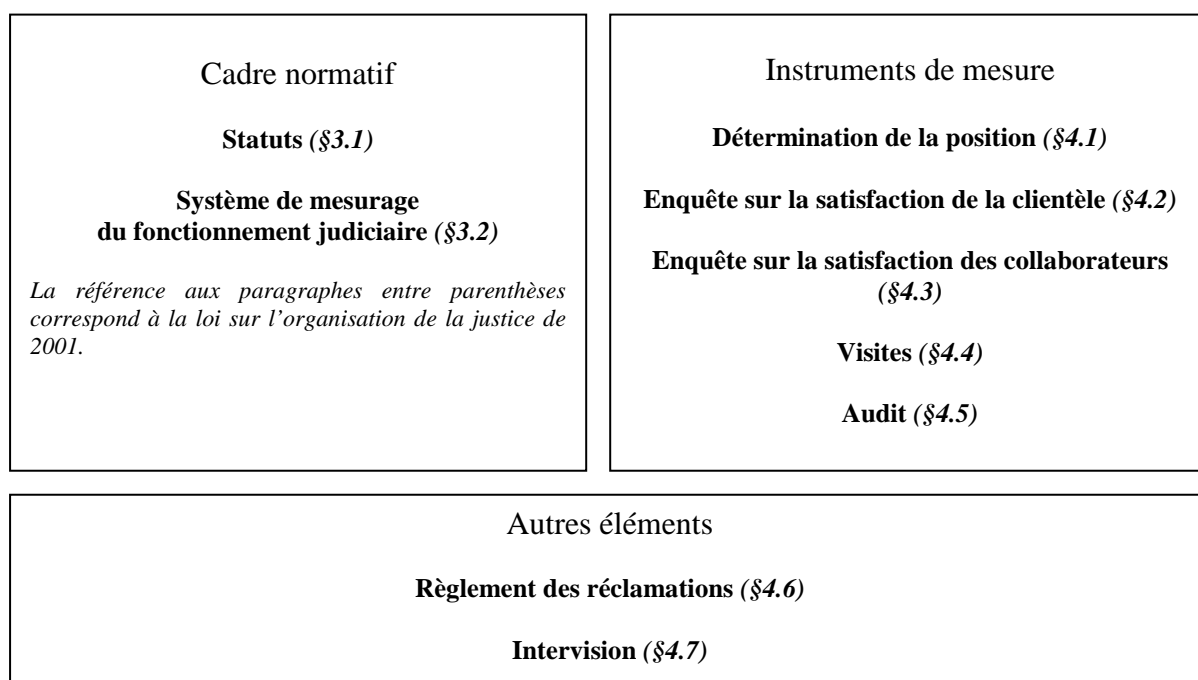 Cadre normatif
Statuts (§3.1)
Système de mesurage
du fonctionnement judiciaire (§3.2)
La référence aux paragraphes entre parenthèses
correspond à la loi sur l’organisation de la justice de
2001.
Instruments de mesure
Détermination de la position (§4.1)
Enquête sur la satisfaction de la clientèle (§4.2)
Enquête sur la satisfaction des collaborateurs
(§4.3)
Visites (§4.4)
Audit (§4.5)
Autres éléments
Règlement des réclamations (§4.6)
Intervision (§4.7)